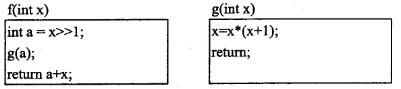 f(int x)
int a = x>>1;
g(a);
return a+x;
g(int x)
x=x*(x+1);
return;